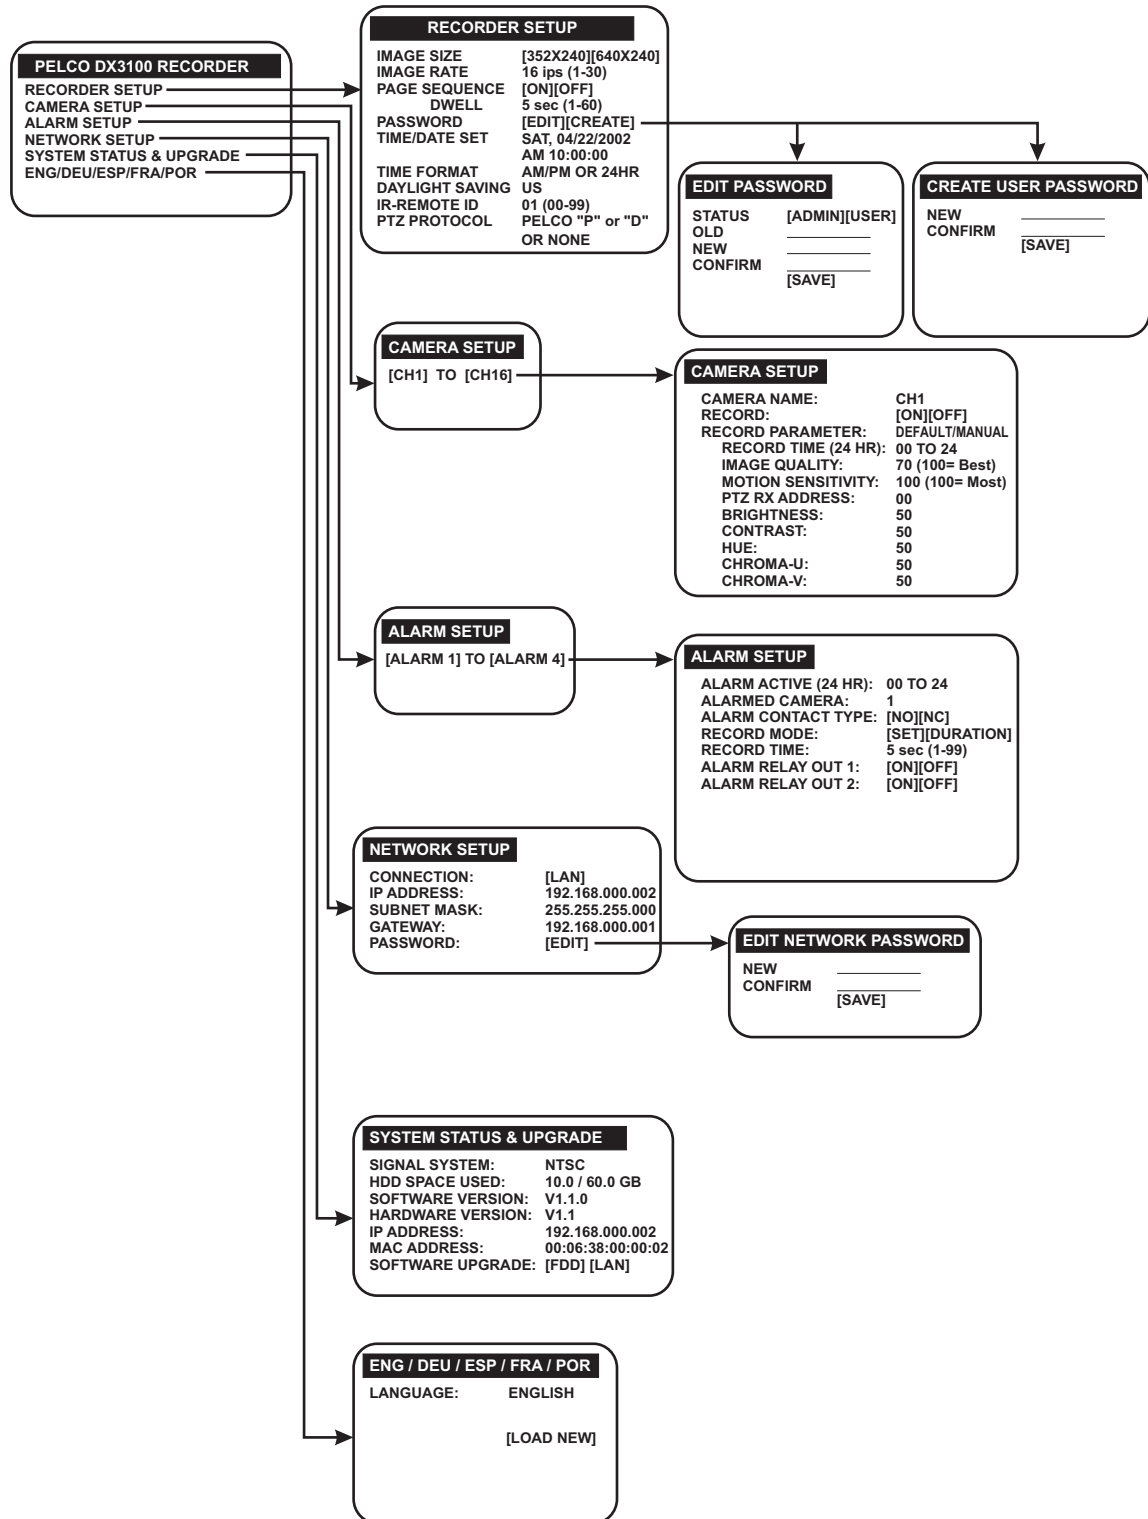 PELCO DX3100 RECORDER
RECORDER SETUP
CAMERA SETUP
ALARM SETUP
NETWORK SETUP
SYSTEM STATUS & UPGRADE
ENG/DEU/ESP/FRA/POR
RECORDER SETUP
IMAGE SIZE [352X240][640X240]
IMAGE RATE 16 ips (1-30)
PAGE SEQUENCE [ON][OFF]
DWELL 5 sec (1-60)
PASSWORD [EDIT][CREATE]
TIME/DATE SET SAT, 04/22/2002
AM 10:00:00
TIME FORMAT AM/PM OR 24HR
DAYLIGHT SAVING US
IR-REMOTE ID 01 (00-99)
PTZ PROTOCOL PELCO "P" or "D"
OR NONE
EDIT PASSWORD
STATUS [ADMIN][USER]
OLD
NEW
CONFIRM
[SAVE]
CREATE USER PASSWORD
NEW
CONFIRM
[SAVE]
CAMERA SETUP
[CH1] TO [CH16]
CAMERA SETUP
CAMERA NAME: CH1
RECORD: [ON][OFF]
RECORD PARAMETER: DEFAULT/MANUAL
RECORD TIME (24 HR): 00 TO 24
IMAGE QUALITY: 70 (100= Best)
MOTION SENSITIVITY: 100 (100= Most)
PTZ RX ADDRESS: 00
BRIGHTNESS: 50
CONTRAST: 50
HUE: 50
CHROMA-U: 50
CHROMA-V: 50
ALARM SETUP
[ALARM 1] TO [ALARM 4]
ALARM SETUP
ALARM ACTIVE (24 HR): 00 TO 24
ALARMED CAMERA: 1
ALARM CONTACT TYPE: [NO][NC]
RECORD MODE: [SET][DURATION]
RECORD TIME: 5 sec (1-99)
ALARM RELAY OUT 1: [ON][OFF]
ALARM RELAY OUT 2: [ON][OFF]
NETWORK SETUP
CONNECTION: [LAN]
IP ADDRESS: 192.168.000.002
SUBNET MASK: 255.255.255.000
GATEWAY: 192.168.000.001
PASSWORD: [EDIT]
EDIT NETWORK PASSWORD
NEW
CONFIRM
[SAVE]
SYSTEM STATUS & UPGRADE
SIGNAL SYSTEM: NTSC
HDD SPACE USED: 10.0 / 60.0 GB
SOFTWARE VERSION: V1.1.0
HARDWARE VERSION: V1.1
IP ADDRESS: 192.168.000.002
MAC ADDRESS: 00:06:38:00:00:02
SOFTWARE UPGRADE: [FDD] [LAN]
ENG / DEU / ESP / FRA / POR
LANGUAGE: ENGLISH
[LOAD NEW]